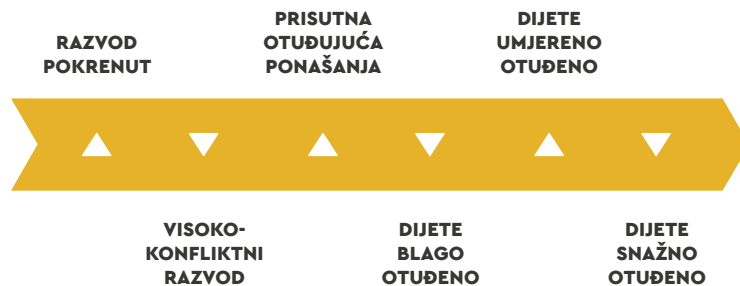 RAZVOD
POKRENUT
VISOKO-
KONFLIKTNI
RAZVOD
PRISUTNA
OTUĐUJUĆA
PONAŠANJA
DIJETE
BLAGO
OTUĐENO
DIJETE
UMJERENO
OTUĐENO
DIJETE
SNAŽNO
OTUĐENO